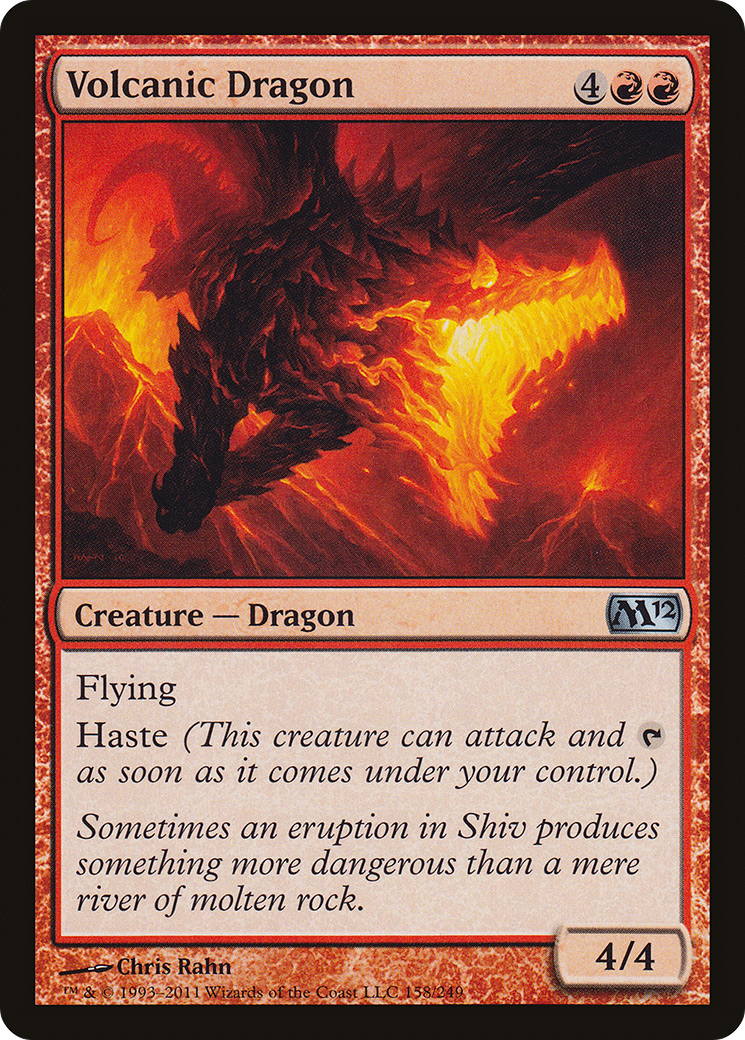 Volcanic Dragon 4
Creature — Dragon M12
Flying
Haste (This creature can attack and
as soon as it comes under your control.)
Sometimes an eruption in Shiv produces
something more dangerous than a mere
river of molten rock.
4/4
Chris Rahn
™ & © 1993–2011 Wizards of the Coast LLC 158/249